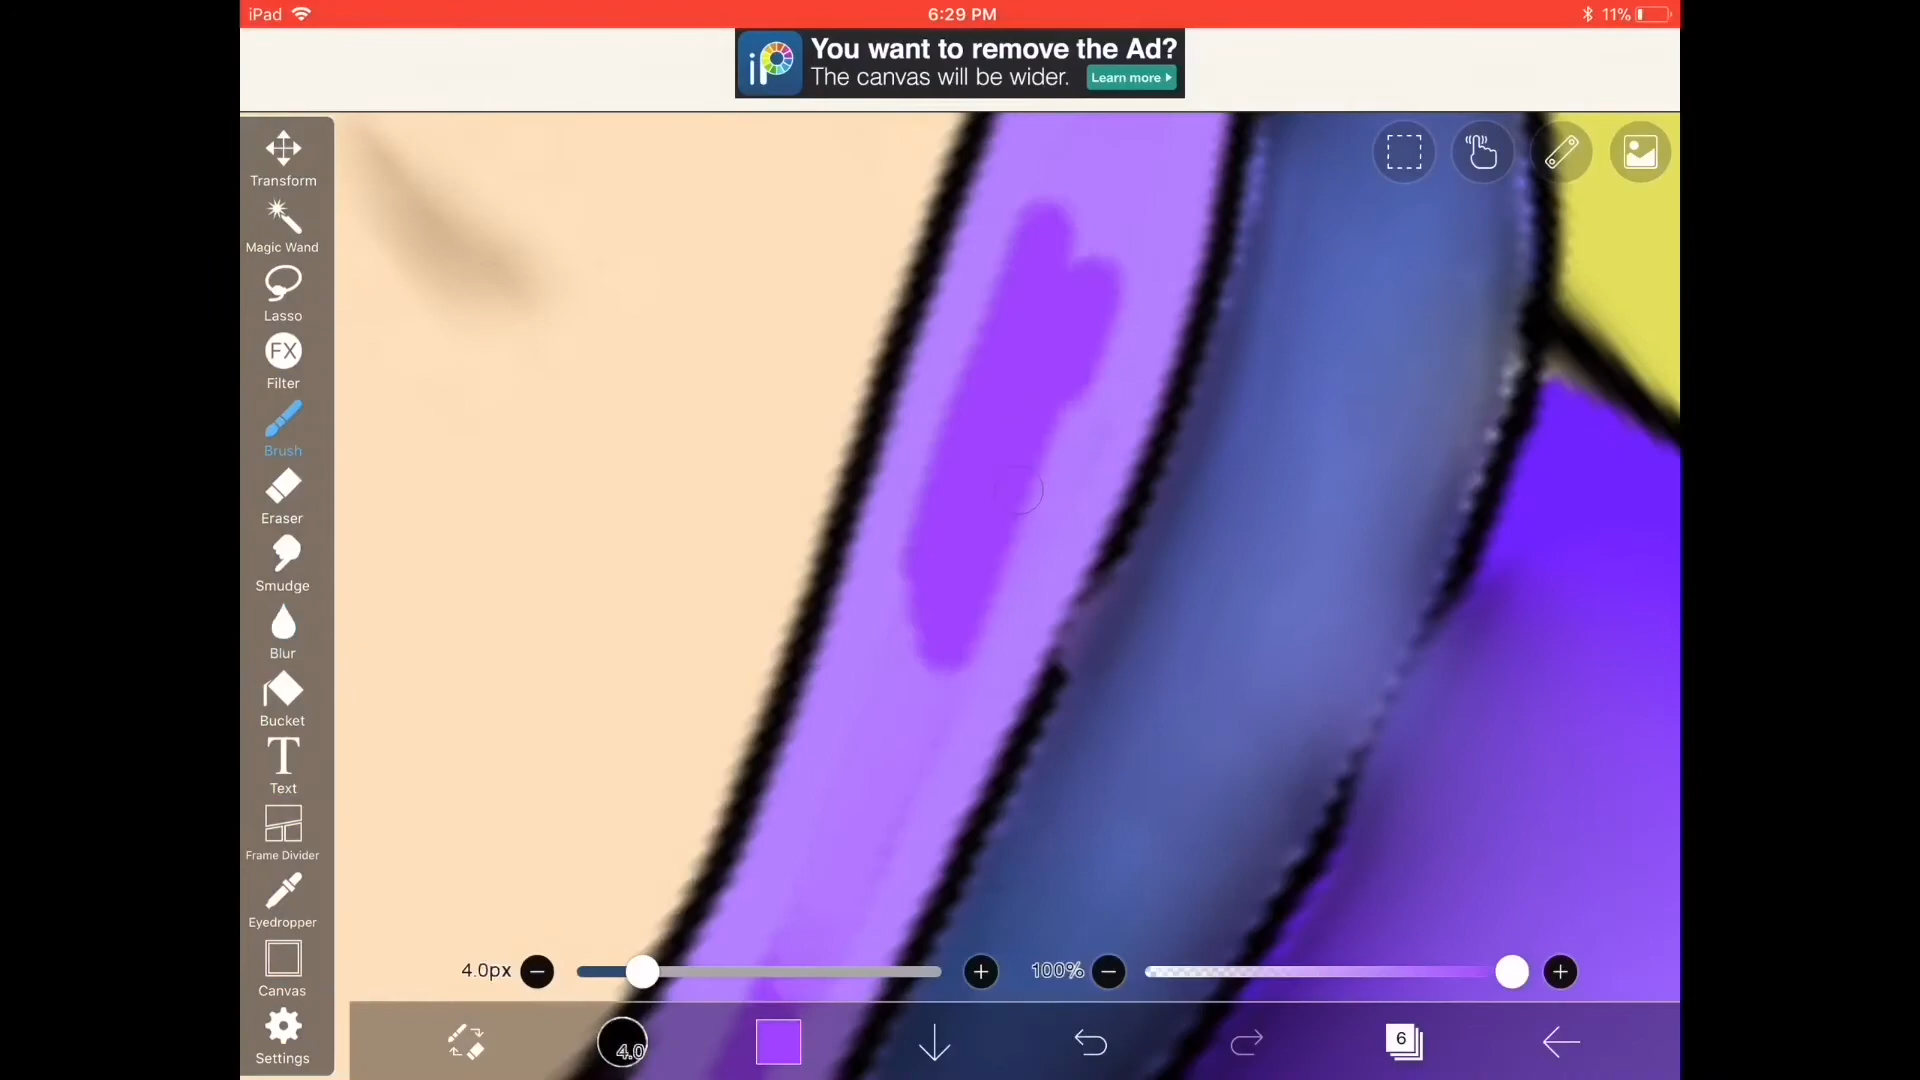 iPad
6:29 PM
11%
iP
You want to remove the Ad?
The canvas will be wider.
Learn more
Transform
Magic Wand
Lasso
FX
Filter
Brush
Eraser
Smudge
Blur
Bucket
T
Text
Frame Divider
Eyedropper
Canvas
Settings
4.0px
100%
4.0
6